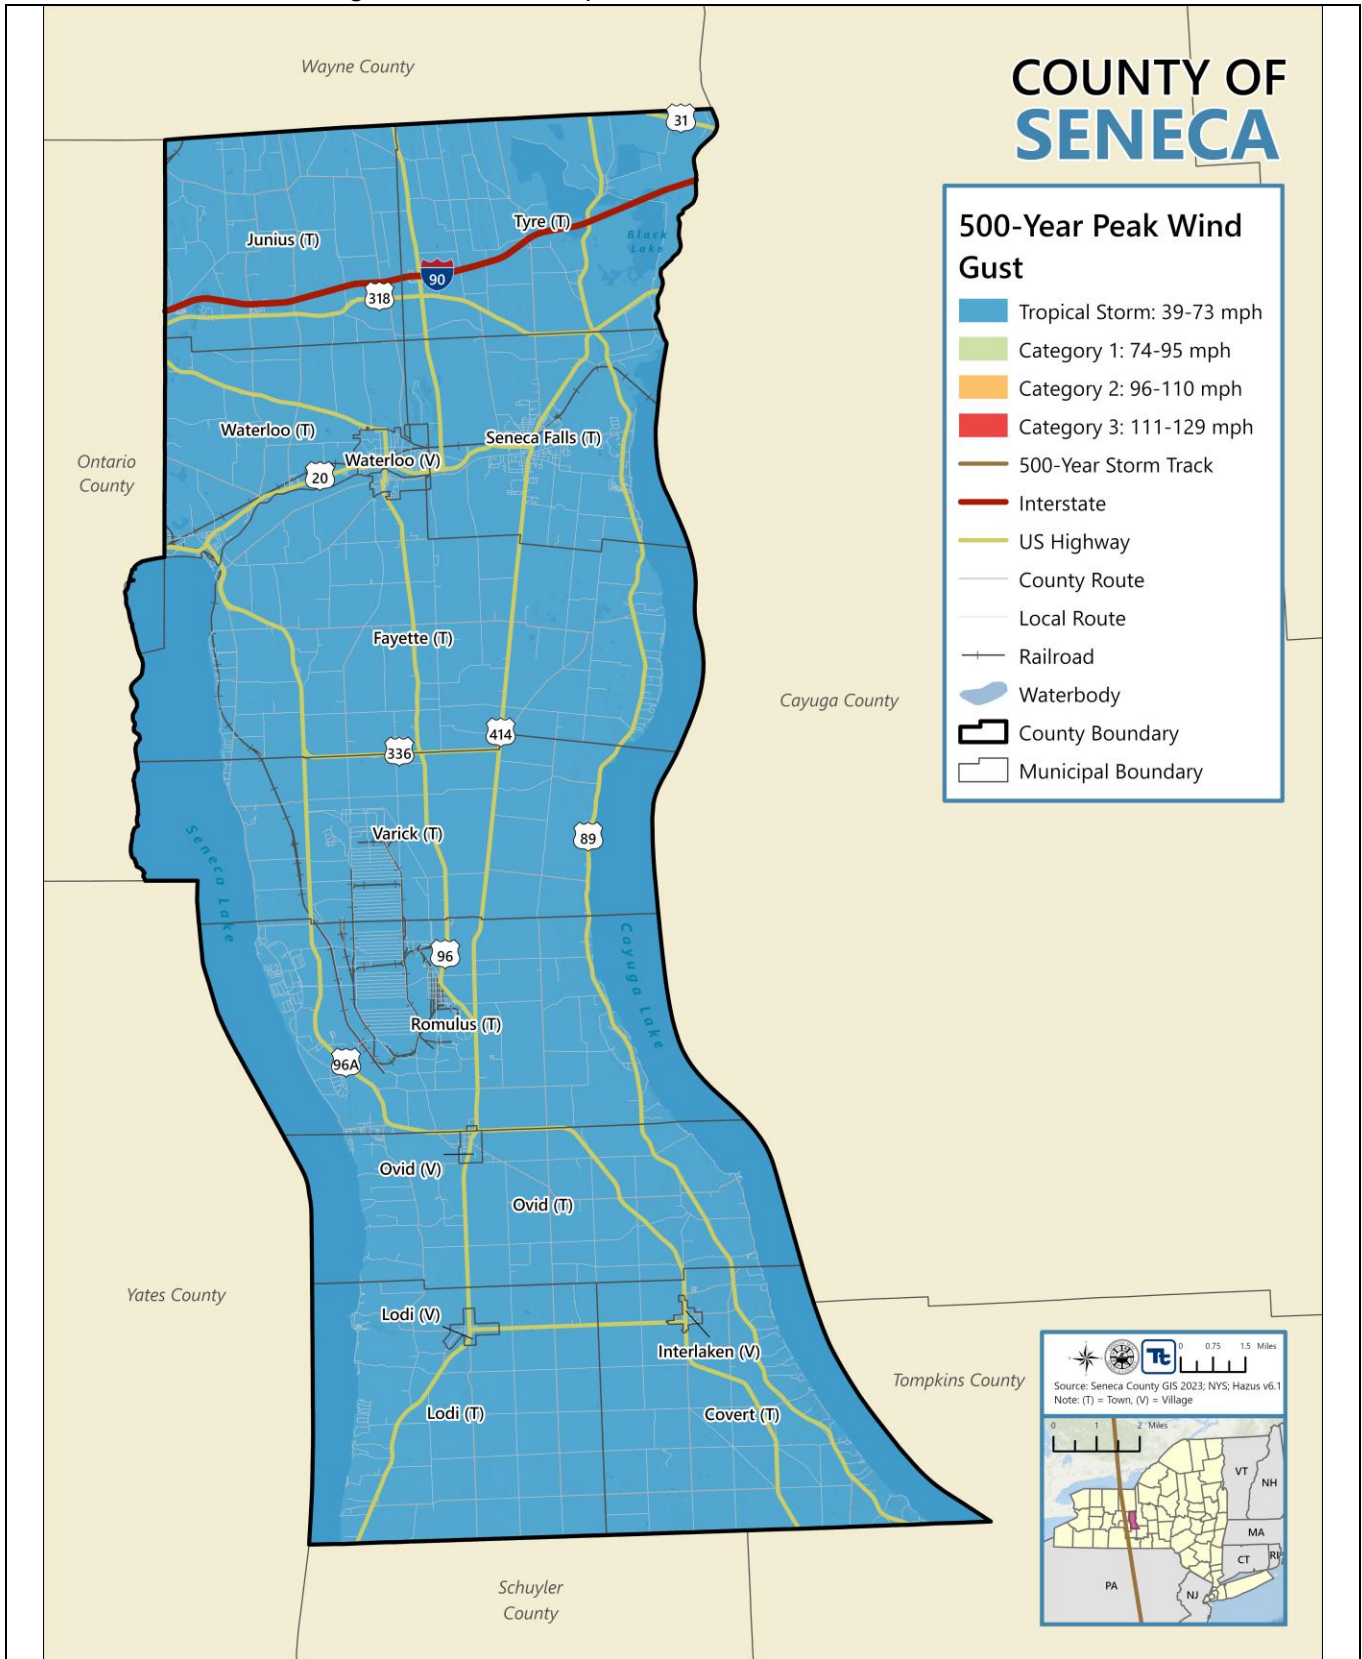 Wayne County
COUNTY OF
SENECA
31
500-Year Peak Wind
Gust
Tropical Storm: 39-73 mph
Category 1: 74-95 mph
Category 2: 96-110 mph
Category 3: 111-129 mph
500-Year Storm Track
Interstate
US Highway
County Route
Local Route
Railroad
Waterbody
County Boundary
Municipal Boundary
Tyre (T)
Junius (T)
Black
Lake
90
318
Waterloo (T)
Seneca Falls (T)
Waterloo (V)
20
Ontario
County
Fayette (T)
Cayuga County
414
336
Varick (T)
89
Seneca Lake
Cayuga Lake
96
Romulus (T)
96A
Ovid (V)
Ovid (T)
Yates County
Lodi (V)
Interlaken (V)
Tompkins County
Lodi (T)
Covert (T)
Schuyler
County
Tt
0 0.75 1.5 Miles
Source: Seneca County GIS 2023; NYS; Hazus v6.1
Note: (T) = Town, (V) = Village
0 1 2 Miles
VT
NH
MA
CT
RI
PA
NJ